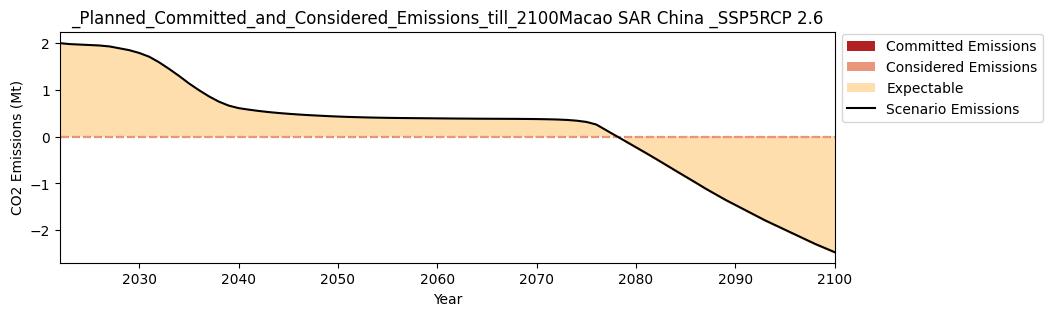 _Planned_Committed_and_Considered_Emissions_till_2100Macao SAR China _SSP5RCP 2.6
Committed Emissions
Considered Emissions
Expectable
Scenario Emissions
CO2 Emissions (Mt)
2
1
0
−1
−2
2030 2040 2050 2060 2070 2080 2090 2100
Year